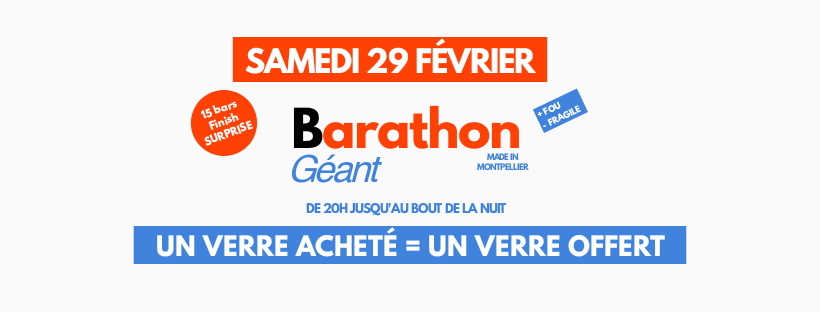 SAMEDI 29 FÉVRIER
15 bars
Finish
SURPRISE
+ FOU
- FRAGILE
Barathon
Géant
MADE IN
MONTPELLIER
DE 20H JUSQU'AU BOUT DE LA NUIT
UN VERRE ACHETÉ = UN VERRE OFFERT